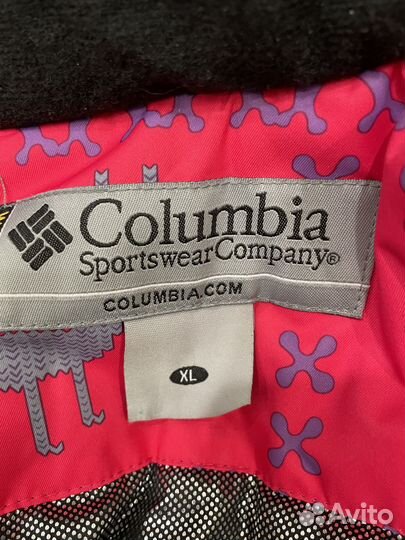 Columbia
Sportswear Company®
COLUMBIA.COM
XL
Avito